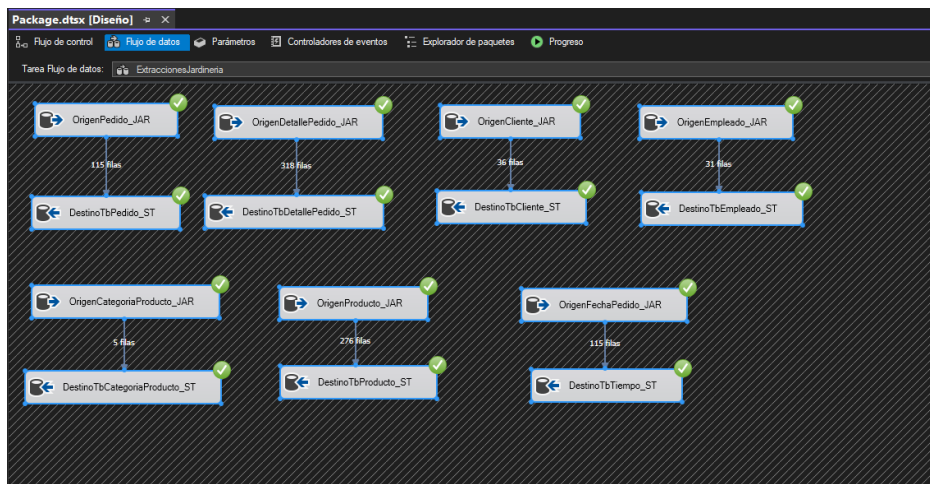 Package.dtsx [Diseño]
Flujo de control Flujo de datos Parámetros Controladores de eventos Explorador de paquetes Progreso
Tarea Flujo de datos: ExtraccionesJardineria
OrigenPedido_JAR OrigenDetallePedido_JAR OrigenCliente_JAR OrigenEmpleado_JAR
115 filas 318 filas 36 filas 31 filas
DestinoTbPedido_ST DestinoTbDetallePedido_ST DestinoTbCliente_ST DestinoTbEmpleado_ST
OrigenCategoriaProducto_JAR OrigenProducto_JAR OrigenFechaPedido_JAR
5 filas 276 filas 115 filas
DestinoTbCategoriaProducto_ST DestinoTbProducto_ST DestinoTbTiempo_ST